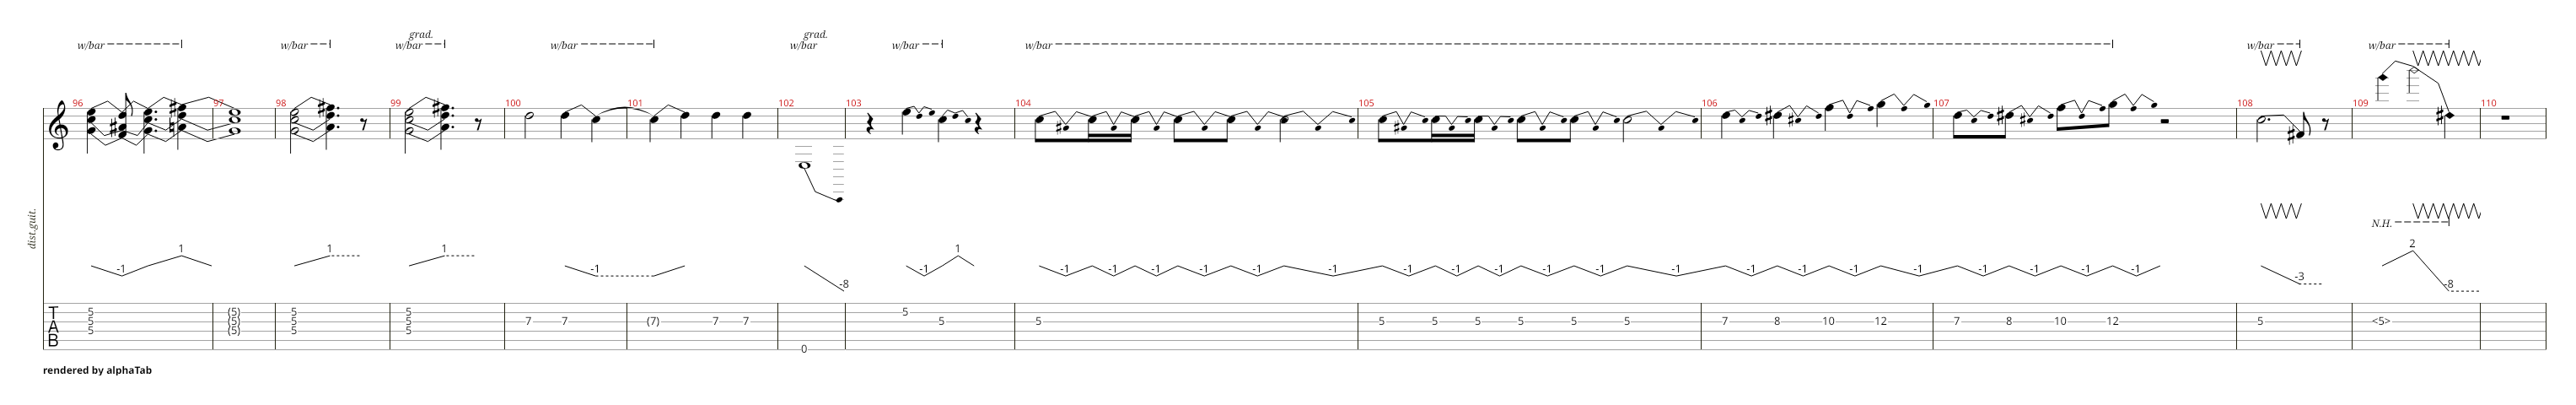 grad. grad.
w/bar w/bar w/bar w/bar w/bar w/bar w/bar w/bar w/bar
96 97 98 99 100 101 102 103 104 105 106 107 108 109 110
dist.guit.
N.H.
1 1 1 1 2
-1 -1 -1 -1 -1 -1 -1 -1 -1 -1 -1 -1 -1 -1 -1 -1 -1 -1 -1 -1 -1 -1 -1
-3
-8 -8
T 5 (5) 5 5 5
A 5 (5) 5 5 7 7 (7) 7 7 5 5 5 5 5 5 5 5 7 8 10 12 7 8 10 12 5 <5>
B 5 (5) 5 5
0
rendered by alphaTab